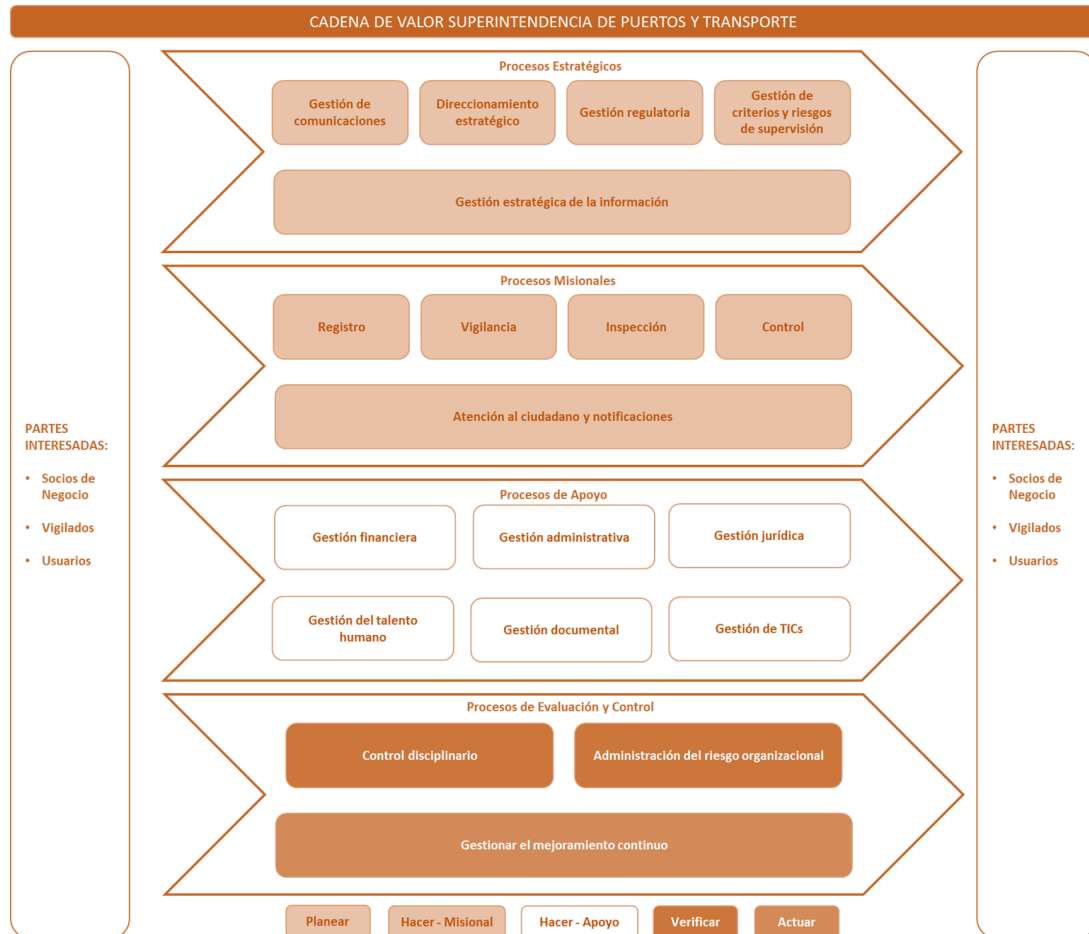 CADENA DE VALOR SUPERINTENDENCIA DE PUERTOS Y TRANSPORTE
PARTES
INTERESADAS:
• Socios de
Negocio
• Vigilados
• Usuarios
Procesos Estratégicos
Gestión de
comunicaciones
Direccionamiento
estratégico
Gestión regulatoria
Gestión de
criterios y riesgos
de supervisión
Gestión estratégica de la información
Procesos Misionales
Registro
Vigilancia
Inspección
Control
Atención al ciudadano y notificaciones
Procesos de Apoyo
Gestión financiera
Gestión administrativa
Gestión jurídica
Gestión del talento
humano
Gestión documental
Gestión de TICs
Procesos de Evaluación y Control
Control disciplinario
Administración del riesgo organizacional
Gestionar el mejoramiento continuo
Planear
Hacer - Misional
Hacer - Apoyo
Verificar
Actuar
PARTES
INTERESADAS:
• Socios de
Negocio
• Vigilados
• Usuarios